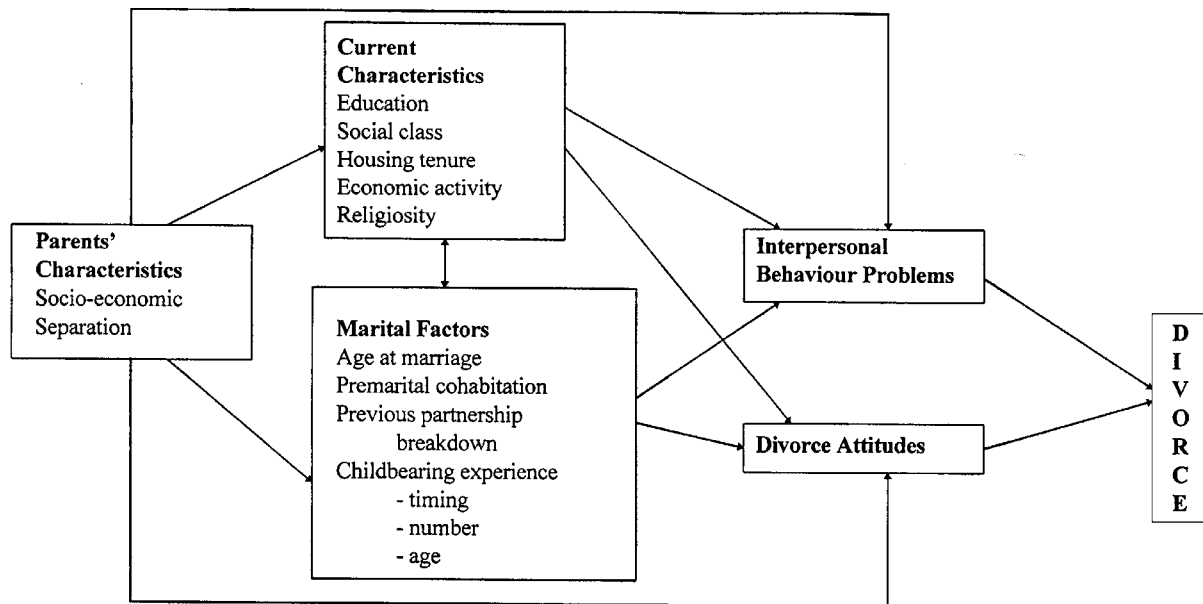 Current
Characteristics
Education
Social class
Housing tenure
Economic activity
Religiosity
Parents’
Characteristics
Socio-economic
Separation
Marital Factors
Age at marriage
Premarital cohabitation
Previous partnership
breakdown
Childbearing experience
- timing
- number
- age
Interpersonal
Behaviour Problems
Divorce Attitudes
D
I
V
O
R
C
E